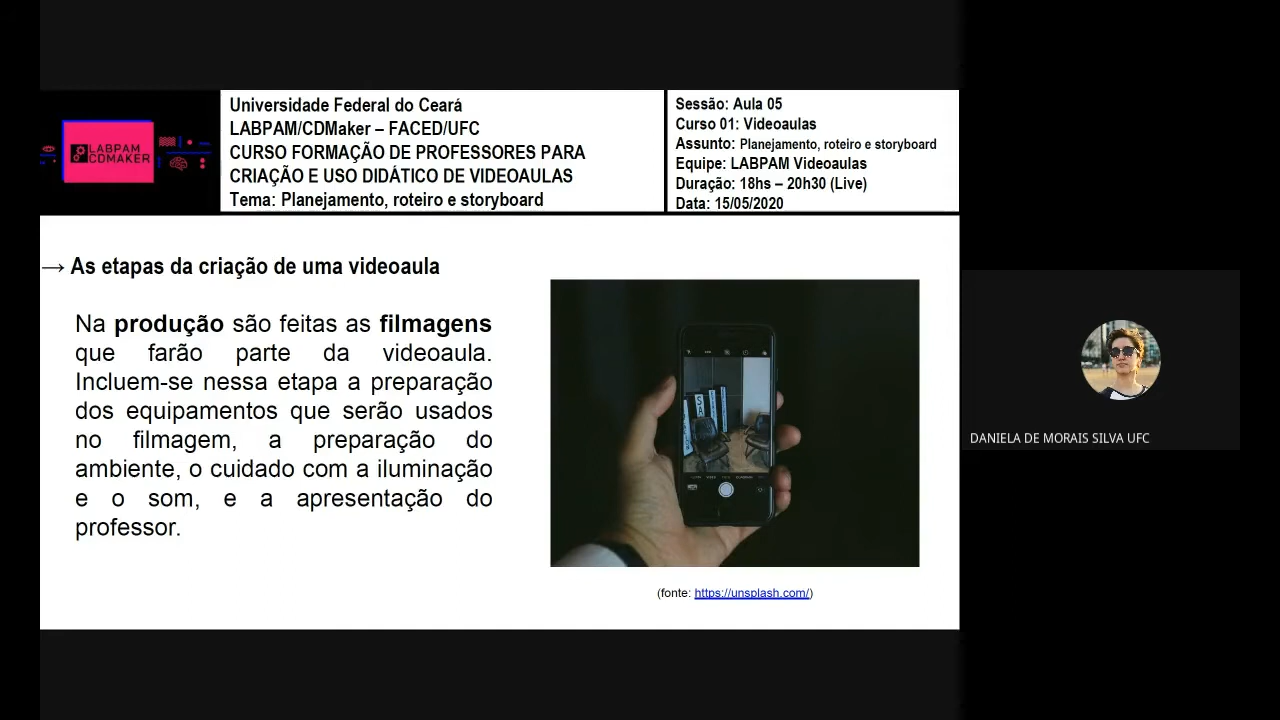 LABPAM
CDMAKER
Universidade Federal do Ceará
LABPAM/CDMaker – FACED/UFC
CURSO FORMAÇÃO DE PROFESSORES PARA
CRIAÇÃO E USO DIDÁTICO DE VIDEOAULAS
Tema: Planejamento, roteiro e storyboard
Sessão: Aula 05
Curso 01: Videoaulas
Assunto: Planejamento, roteiro e storyboard
Equipe: LABPAM Videoaulas
Duração: 18hs – 20h30 (Live)
Data: 15/05/2020
→ As etapas da criação de uma videoaula
Na produção são feitas as filmagens
que farão parte da videoaula.
Incluem-se nessa etapa a preparação
dos equipamentos que serão usados
no filmagem, a preparação do
ambiente, o cuidado com a iluminação
e o som, e a apresentação do
professor.
(fonte: https://unsplash.com/)
DANIELA DE MORAIS SILVA UFC